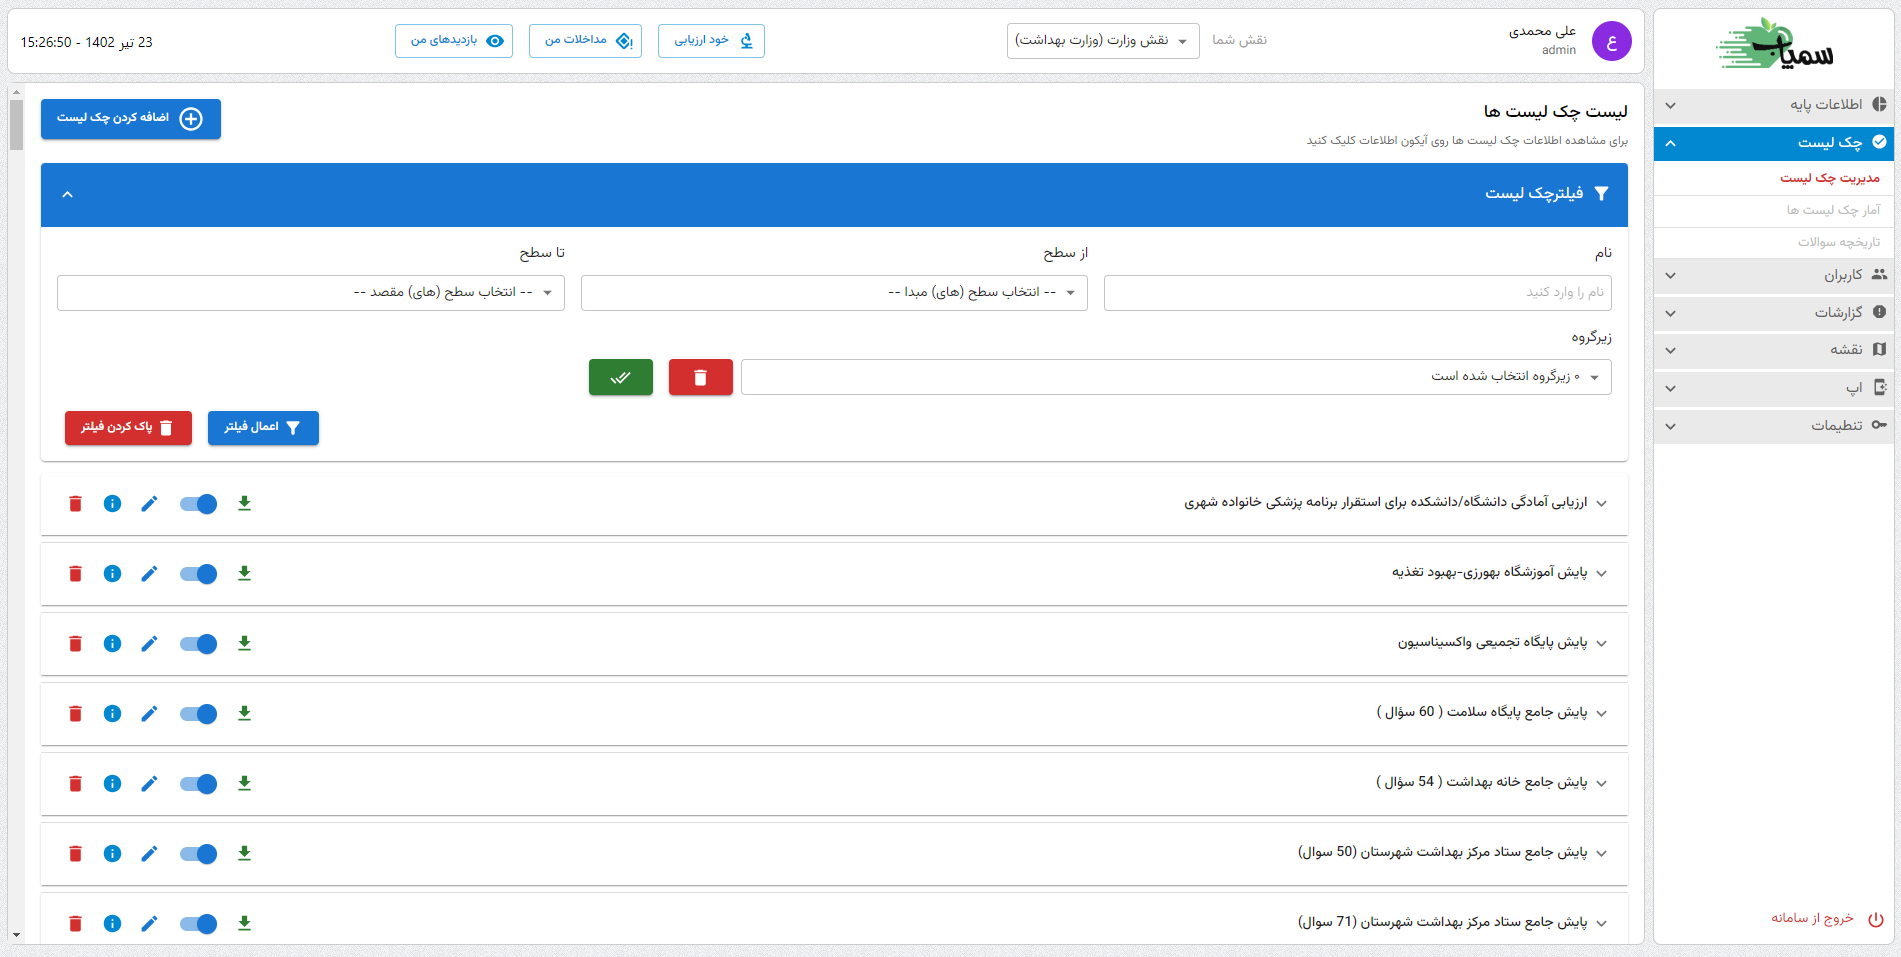 سمیاب
علی محمدی
admin
ع
نقش شما
نقش وزارت (وزارت بهداشت)
خود ارزیابی
مداخلات من
بازدیدهای من
23 تیر 1402 - 15:26:50
اطلاعات پایه
چک لیست
مدیریت چک لیست
آمار چک لیست ها
تاریخچه سوالات
کاربران
گزارشات
نقشه
اپ
تنظیمات
خروج از سامانه
لیست چک لیست ها
برای مشاهده اطلاعات چک لیست ها روی آیکون اطلاعات کلیک کنید
اضافه کردن چک لیست
فیلترچک لیست
نام
از سطح
تا سطح
نام را وارد کنید
-- انتخاب سطح (های) مبدا --
-- انتخاب سطح (های) مقصد --
زیرگروه
۰ زیرگروه انتخاب شده است
اعمال فیلتر
پاک کردن فیلتر
ارزیابی آمادگی دانشگاه/دانشکده برای استقرار برنامه پزشکی خانواده شهری
پایش آموزشگاه بهورزی-بهبود تغذیه
پایش پایگاه تجمیعی واکسیناسیون
پایش جامع پایگاه سلامت ( 60 سؤال )
پایش جامع خانه بهداشت ( 54 سؤال )
پایش جامع ستاد مرکز بهداشت شهرستان (50 سوال)
پایش جامع ستاد مرکز بهداشت شهرستان (71 سوال)